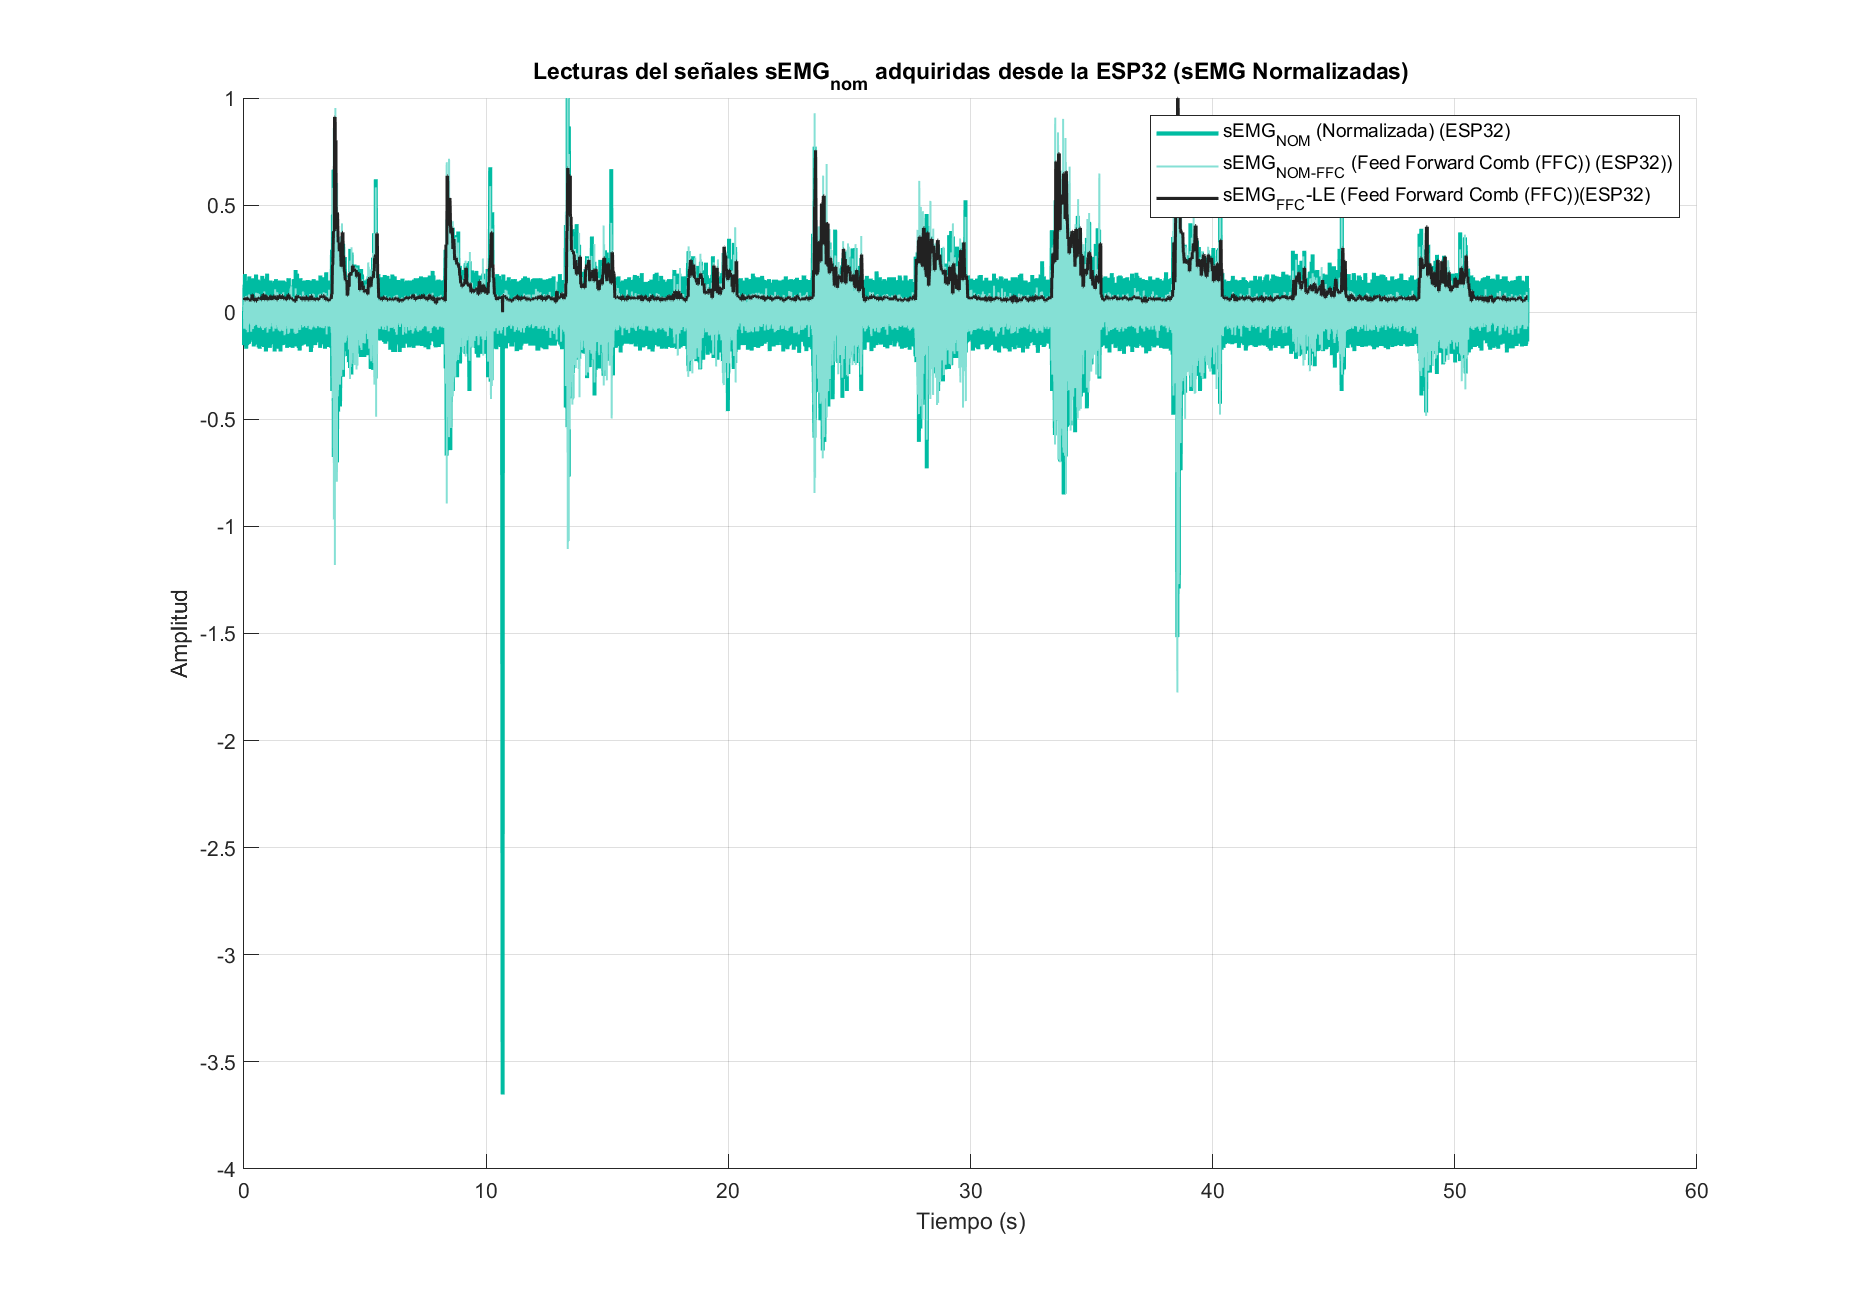 Lecturas del señales sEMGnom adquiridas desde la ESP32 (sEMG Normalizadas)
sEMGNOM (Normalizada) (ESP32)
sEMGNOM-FFC (Feed Forward Comb (FFC)) (ESP32))
sEMGFFC-LE (Feed Forward Comb (FFC))(ESP32)
1
0.5
0
-0.5
-1
-1.5
-2
-2.5
-3
-3.5
-4
Amplitud
0 10 20 30 40 50 60
Tiempo (s)